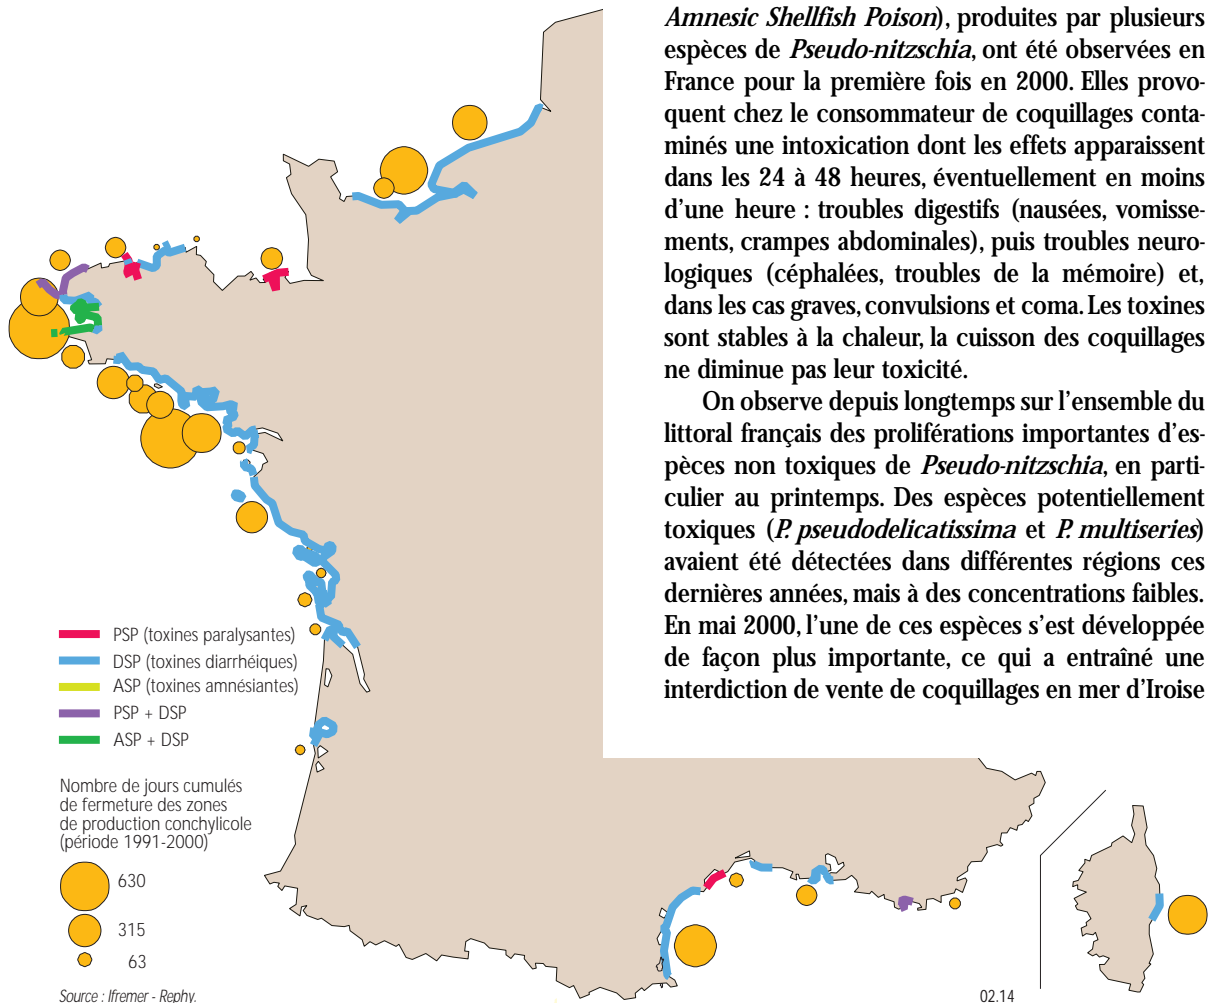 Amnesic Shellfish Poison), produites par plusieurs
espèces de Pseudo-nitzschia, ont été observées en
France pour la première fois en 2000. Elles provo-
quent chez le consommateur de coquillages conta-
minés une intoxication dont les effets apparaissent
dans les 24 à 48 heures, éventuellement en moins
d'une heure : troubles digestifs (nausées, vomisse-
ments, crampes abdominales), puis troubles neuro-
logiques (céphalées, troubles de la mémoire) et,
dans les cas graves, convulsions et coma. Les toxines
sont stables à la chaleur, la cuisson des coquillages
ne diminue pas leur toxicité.
On observe depuis longtemps sur l'ensemble du
littoral français des proliférations importantes d'es-
pèces non toxiques de Pseudo-nitzschia, en parti-
culier au printemps. Des espèces potentiellement
toxiques (P. pseudodelicatissima et P. multiseries)
avaient été détectées dans différentes régions ces
dernières années, mais à des concentrations faibles.
En mai 2000, l'une de ces espèces s'est développée
de façon plus importante, ce qui a entraîné une
interdiction de vente de coquillages en mer d'Iroise
PSP (toxines paralysantes)
DSP (toxines diarrhéiques)
ASP (toxines amnésiantes)
PSP + DSP
ASP + DSP
Nombre de jours cumulés
de fermeture des zones
de production conchylicole
(période 1991-2000)
630
315
63
Source : Ifremer - Rephy.
02.14